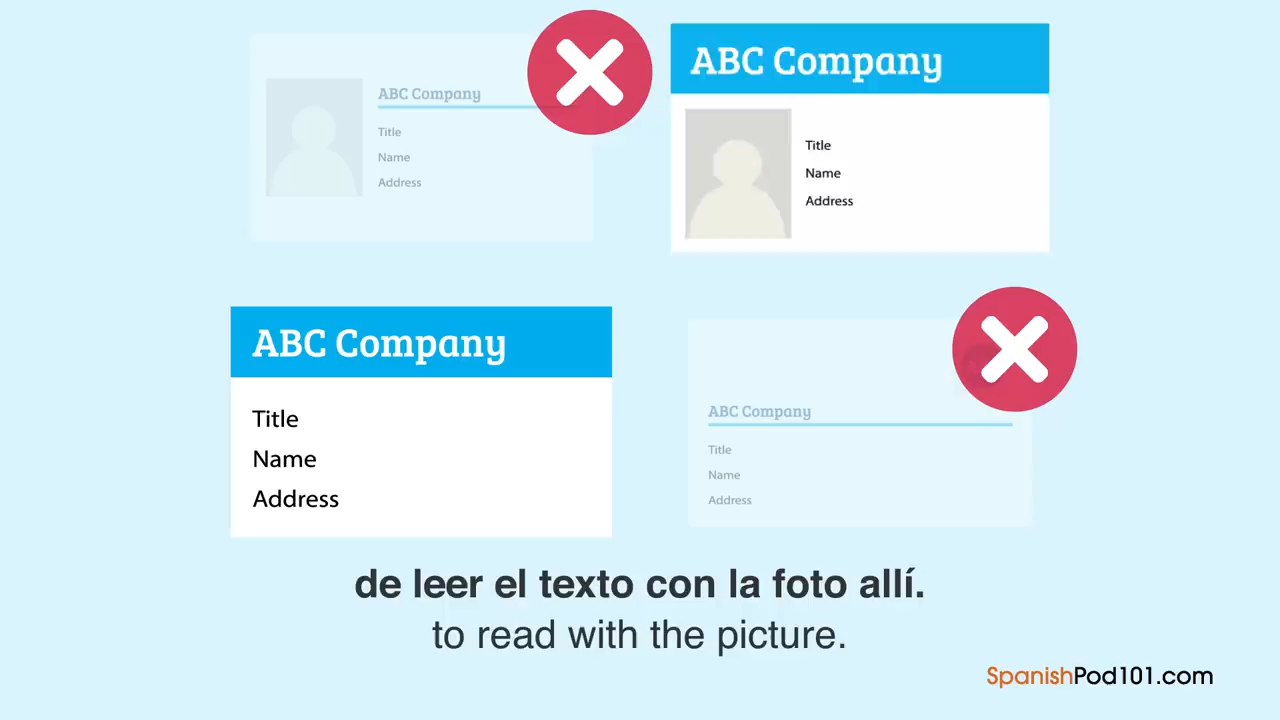 ABC Company
Title
Name
Address
ABC Company
Title
Name
Address
ABC Company
Title
Name
Address
ABC Company
Title
Name
Address
de leer el texto con la foto allí.
to read with the picture.
SpanishPod101.com